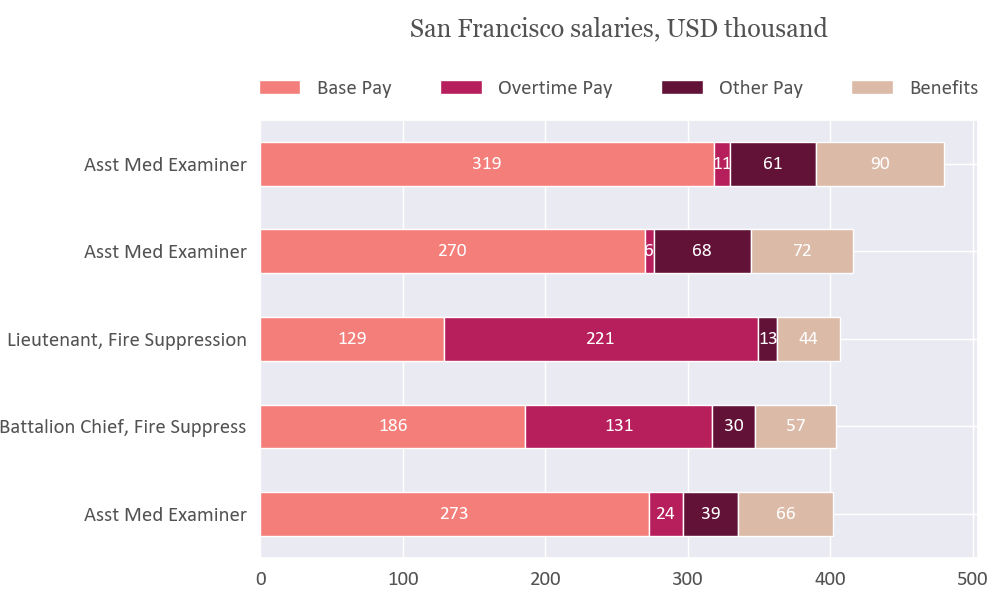 San Francisco salaries, USD thousand
Base Pay Overtime Pay Other Pay Benefits
Asst Med Examiner 319 11 61 90
Asst Med Examiner 270 6 68 72
Lieutenant, Fire Suppression 129 221 13 44
Battalion Chief, Fire Suppress 186 131 30 57
Asst Med Examiner 273 24 39 66
0 100 200 300 400 500